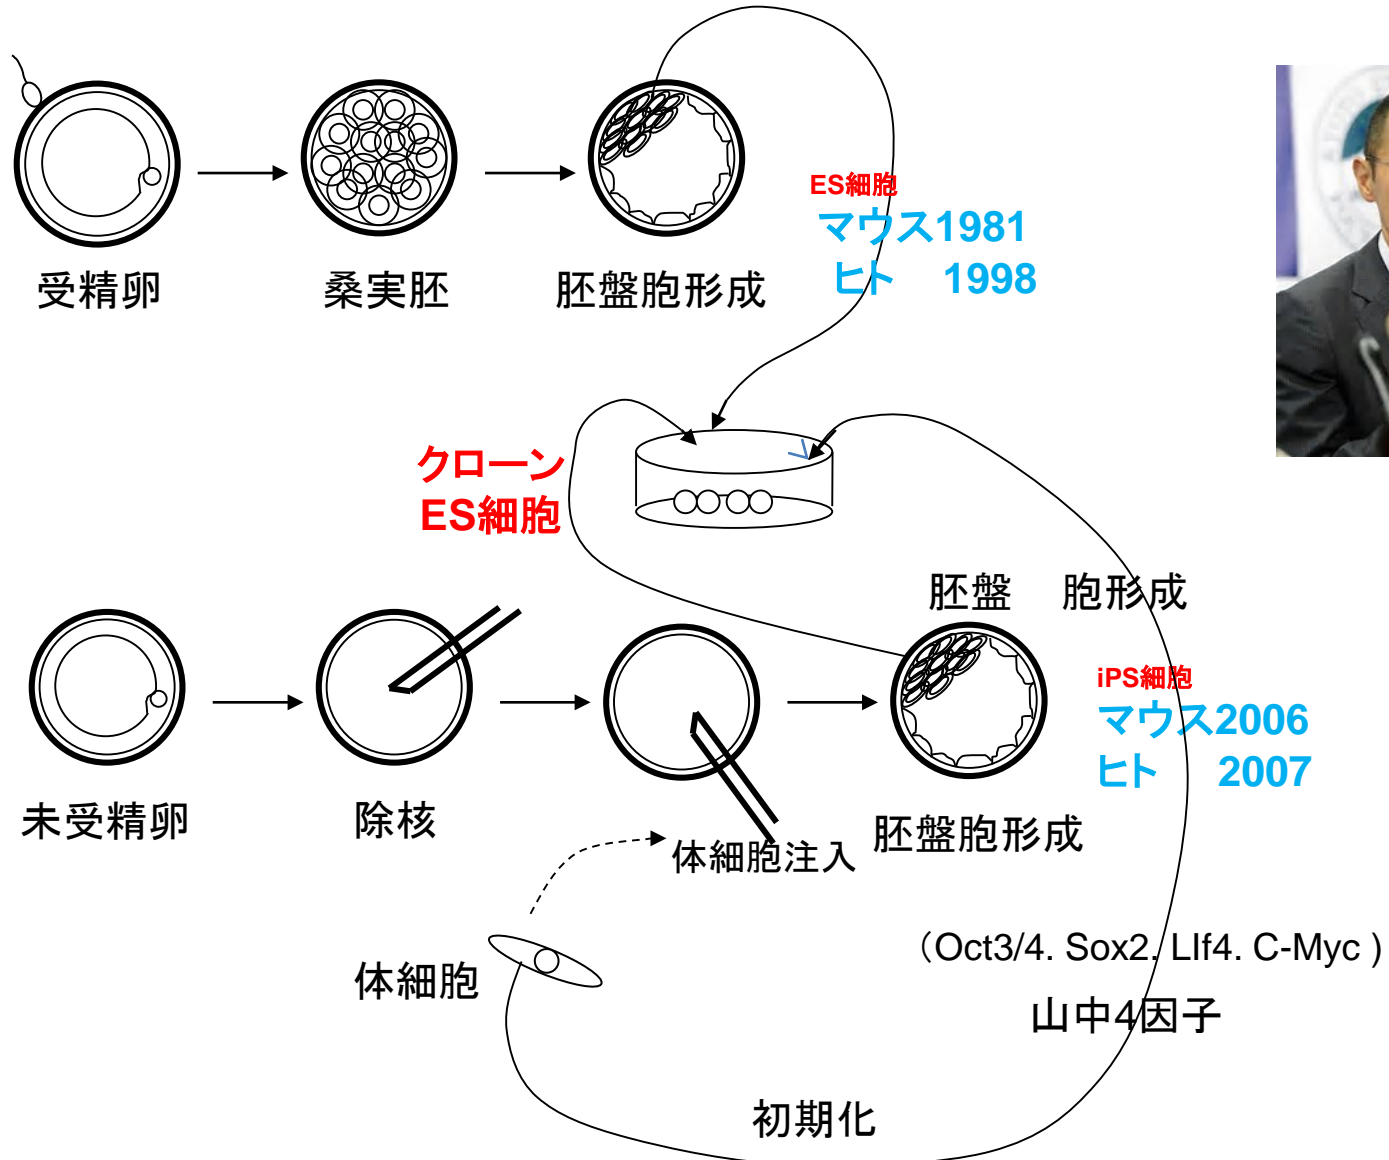 ES細胞
マウス1981
ヒト 1998
受精卵
桑実胚
胚盤胞形成
クローン
ES細胞
胚盤 胞形成
iPS細胞
マウス2006
ヒト 2007
未受精卵
除核
体細胞注入
胚盤胞形成
体細胞
（Oct3/4. Sox2. LIf4. C-Myc )
山中4因子
初期化